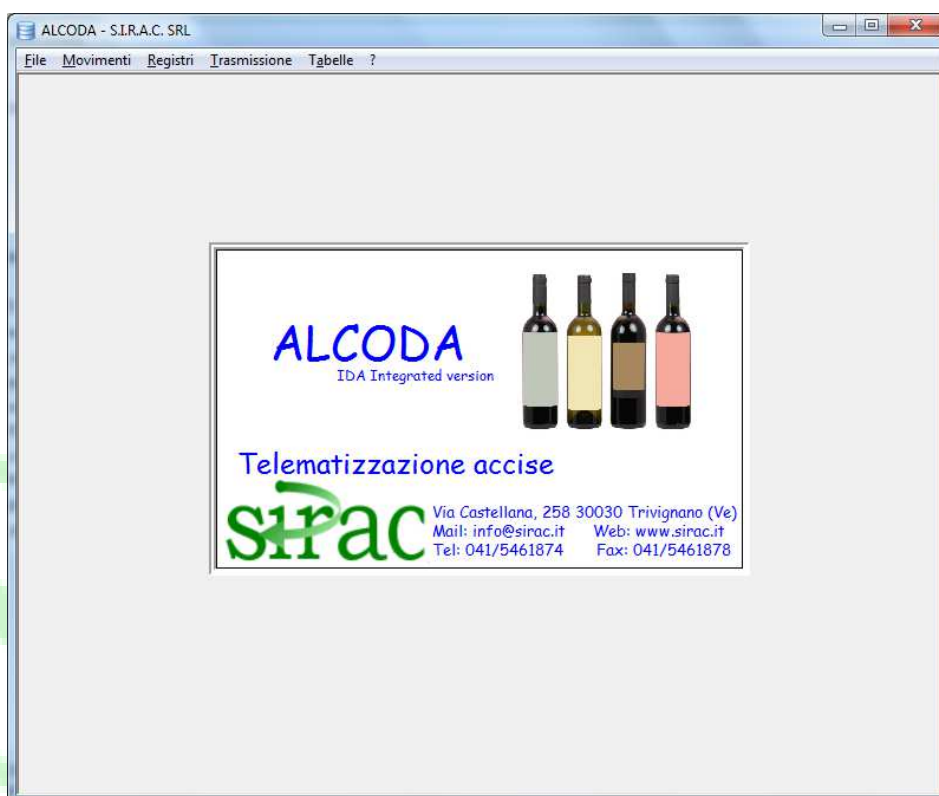 ALCODA - S.I.R.A.C. SRL
File Movimenti Registri Trasmissione Tabelle ?
ALCODA
IDA Integrated version
Telematizzazione accise
sirac
Via Castellana, 258 30030 Trivignano (Ve)
Mail: info@sirac.it Web: www.sirac.it
Tel: 041/5461874 Fax: 041/5461878